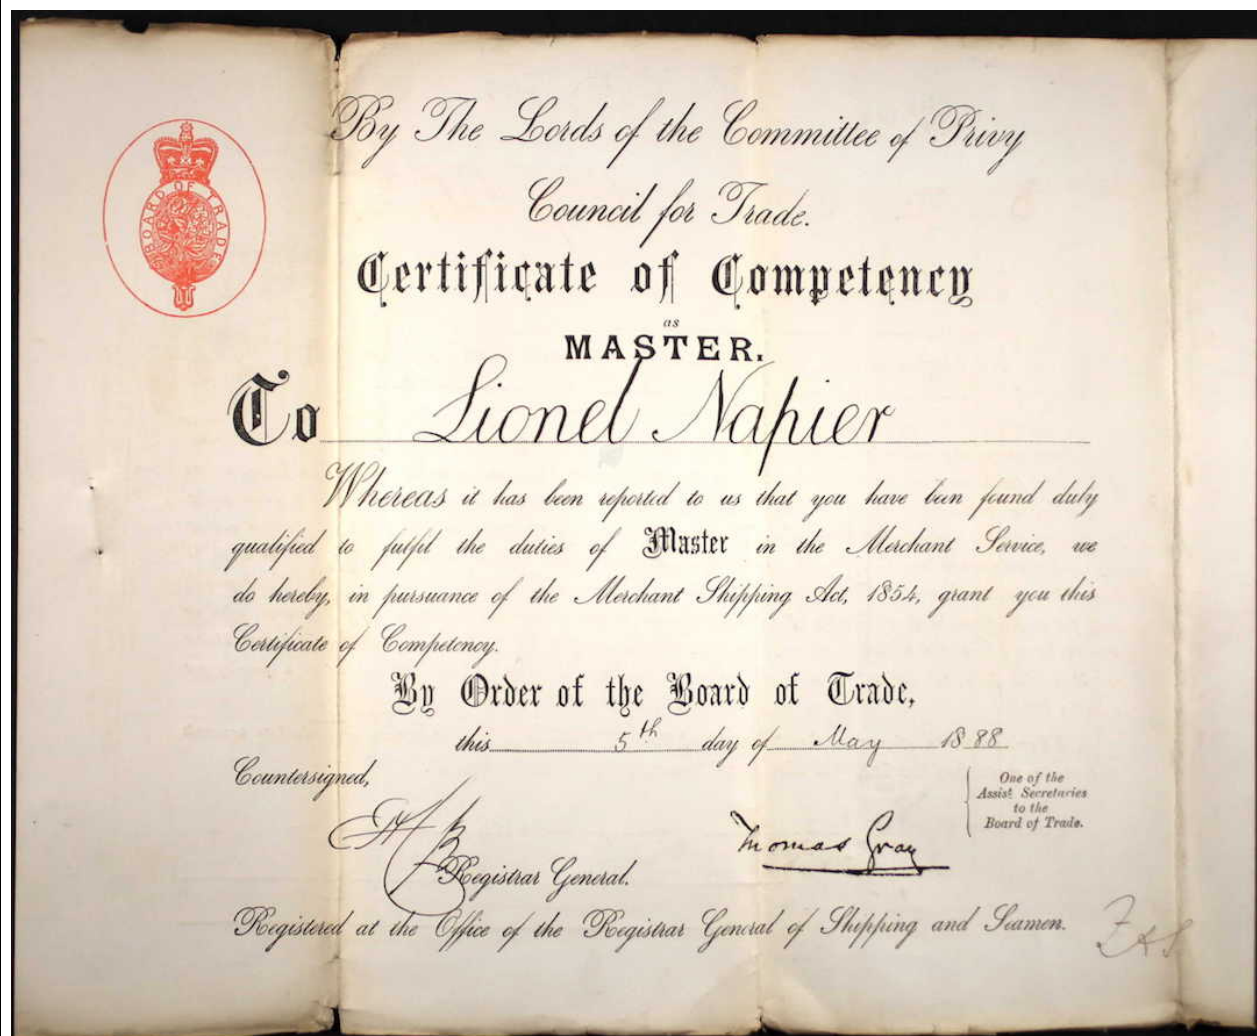 BOARD OF TRADE
By The Lords of the Committee of Privy
Council for Trade.
Certificate of Competency
as
MASTER.
To Lionel Napier
Whereas it has been reported to us that you have been found duly
qualified to fulfil the duties of Master in the Merchant Service, we
do hereby, in pursuance of the Merchant Shipping Act, 1854, grant you this
Certificate of Competency.
By Order of the Board of Trade,
this 5th day of May 1888
Countersigned,
One of the
Assist Secretaries
to the
Board of Trade.
Thomas Gray
Registrar General.
Registered at the Office of the Registrar General of Shipping and Seamen.